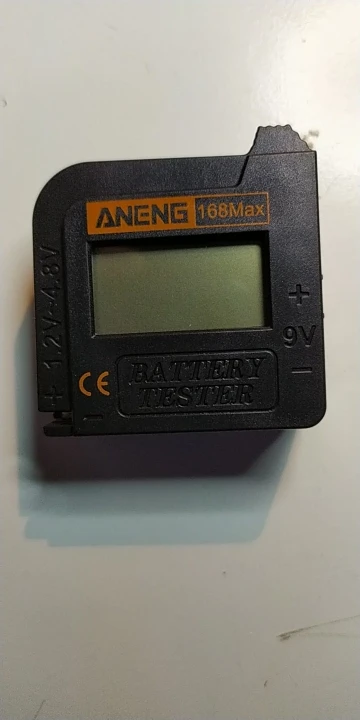 ANENG 168Max
+ 1.2V~4.8V
+
9V
−
CE
−
BATTERY
TESTER